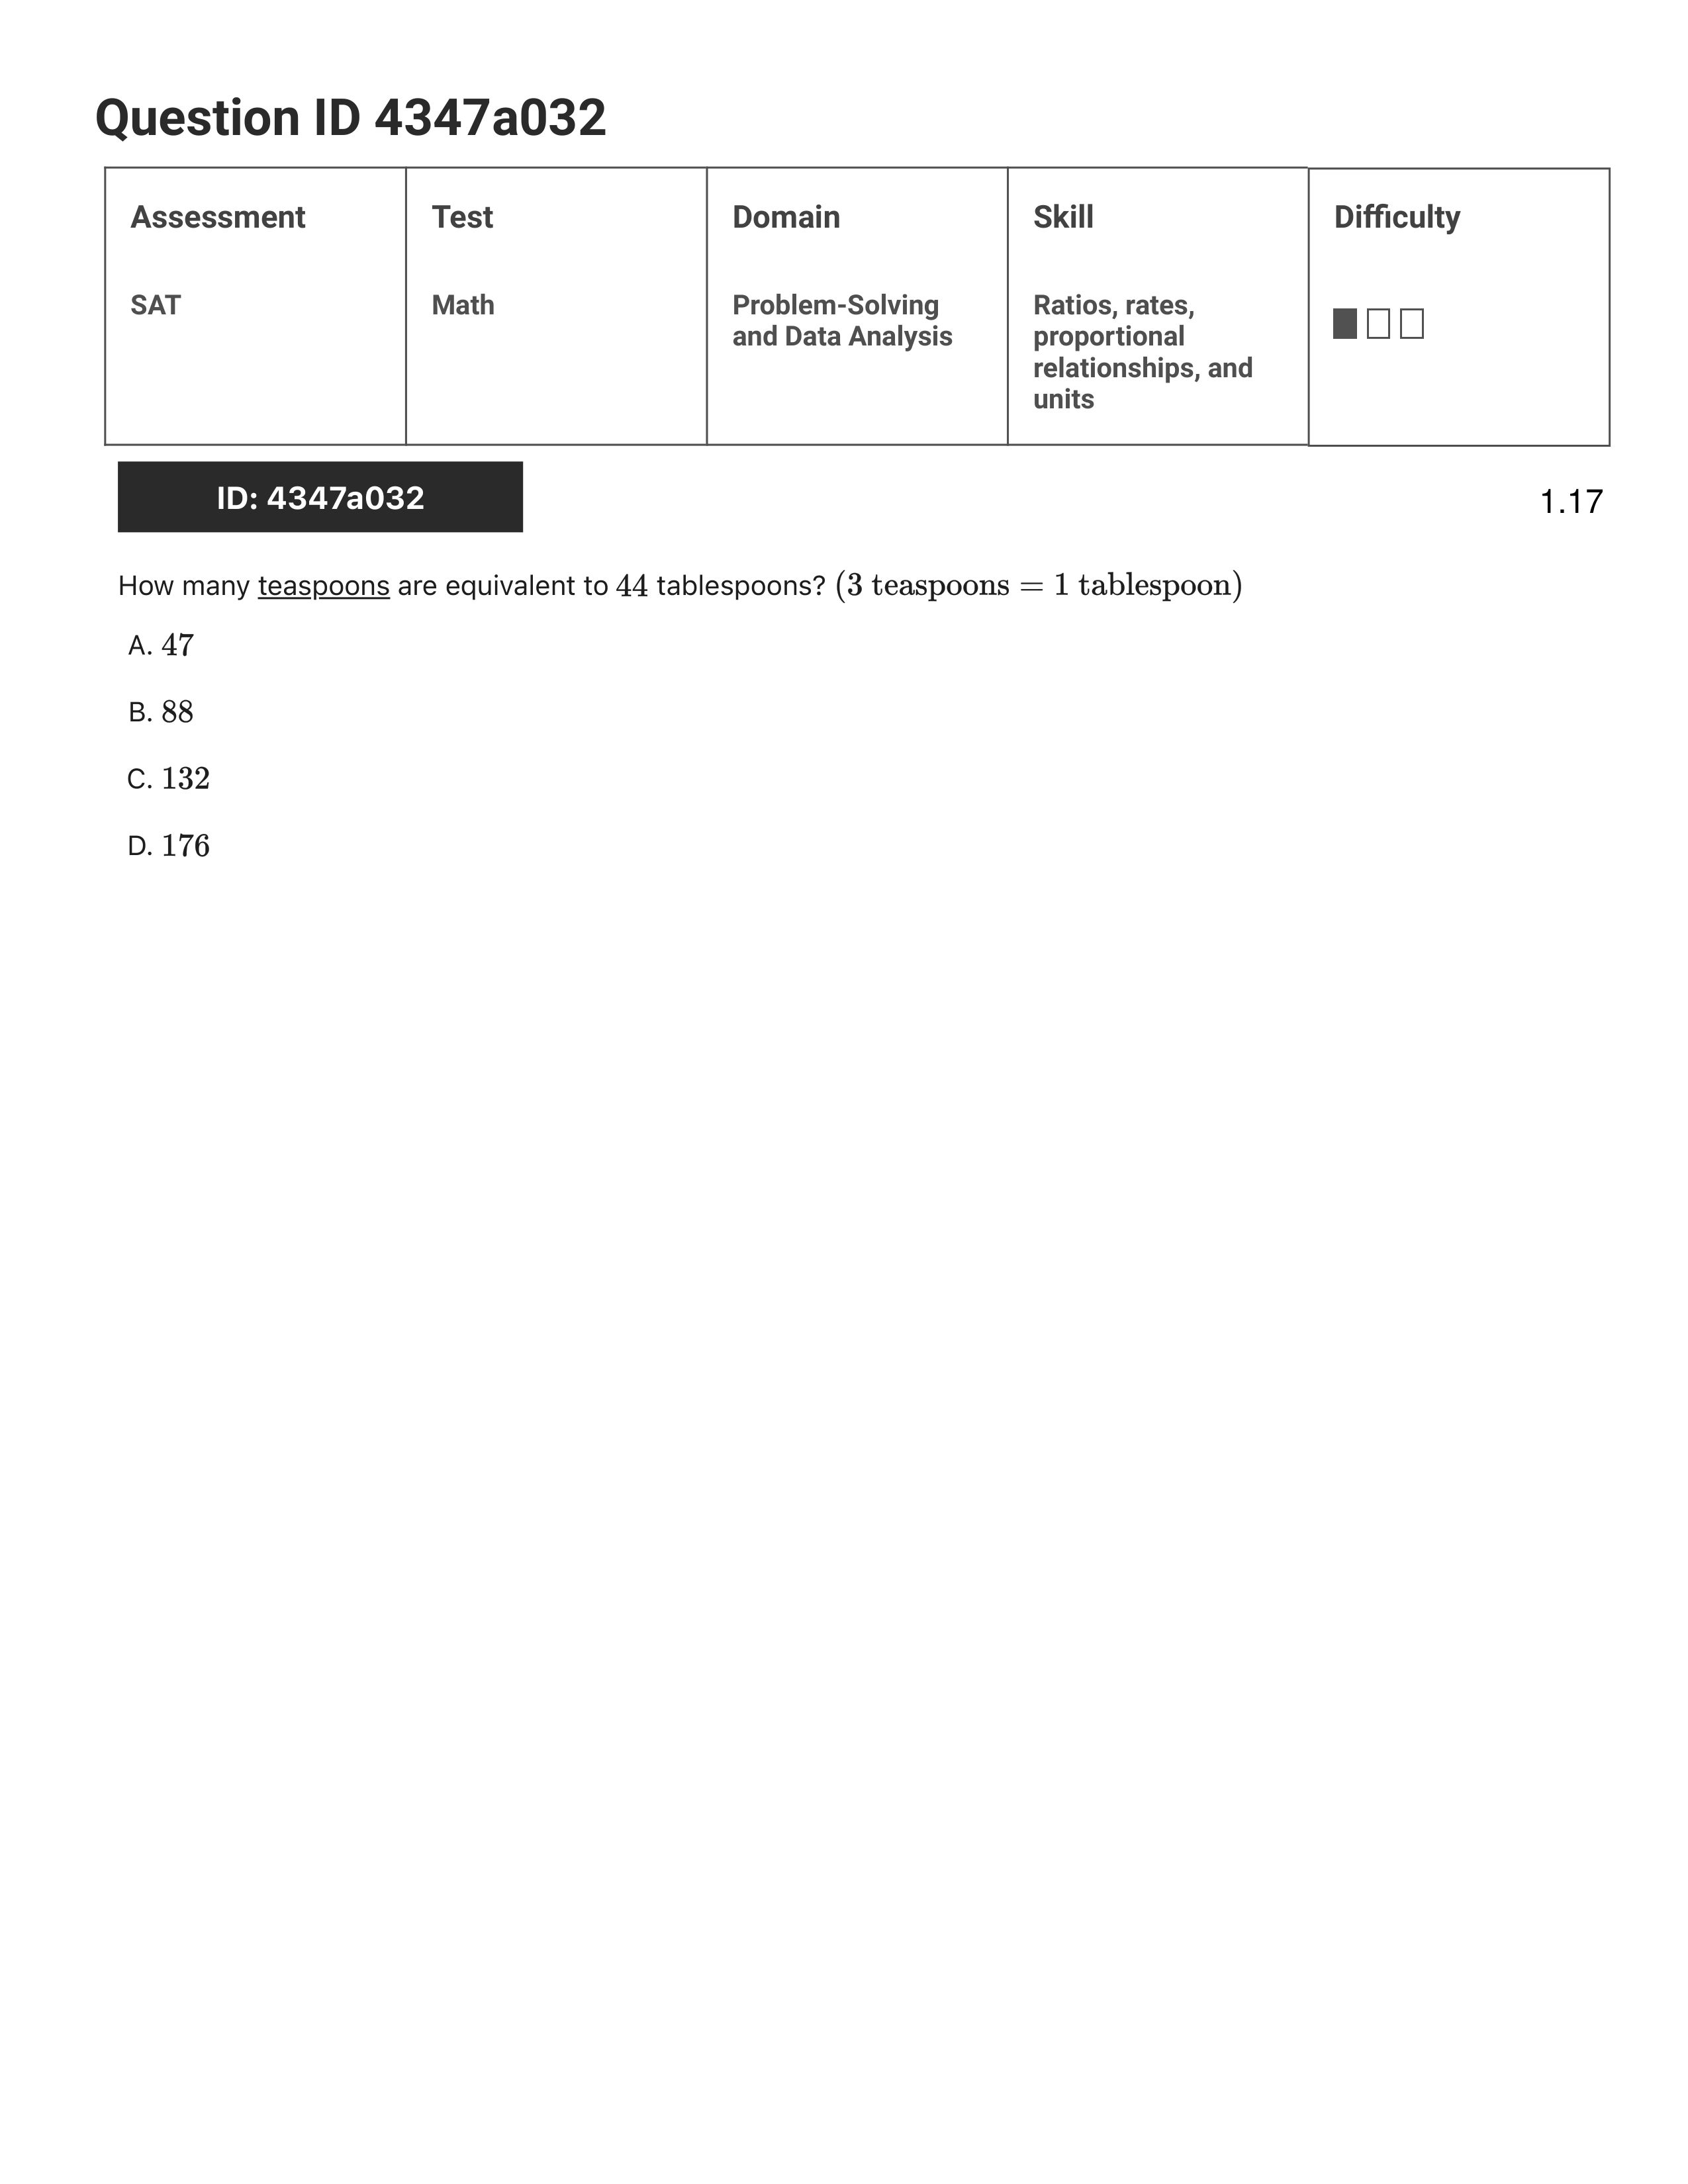 Question ID 4347a032
Assessment
Test
Domain
Skill
Difficulty
SAT
Math
Problem-Solving
and Data Analysis
Ratios, rates,
proportional
relationships, and
units
ID: 4347a032
1.17
How many teaspoons are equivalent to 44 tablespoons? (3 teaspoons = 1 tablespoon)
A. 47
B. 88
C. 132
D. 176